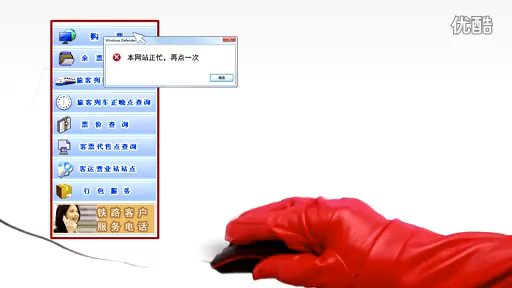 优酷
购 票
Windows Defender
本网站正忙，再点一次
确定
余 票
旅客列
旅客列车正晚点查询
票 价 查 询
客票代售点查询
客运营业站站点
行 包 服 务
铁路客户
服务电话